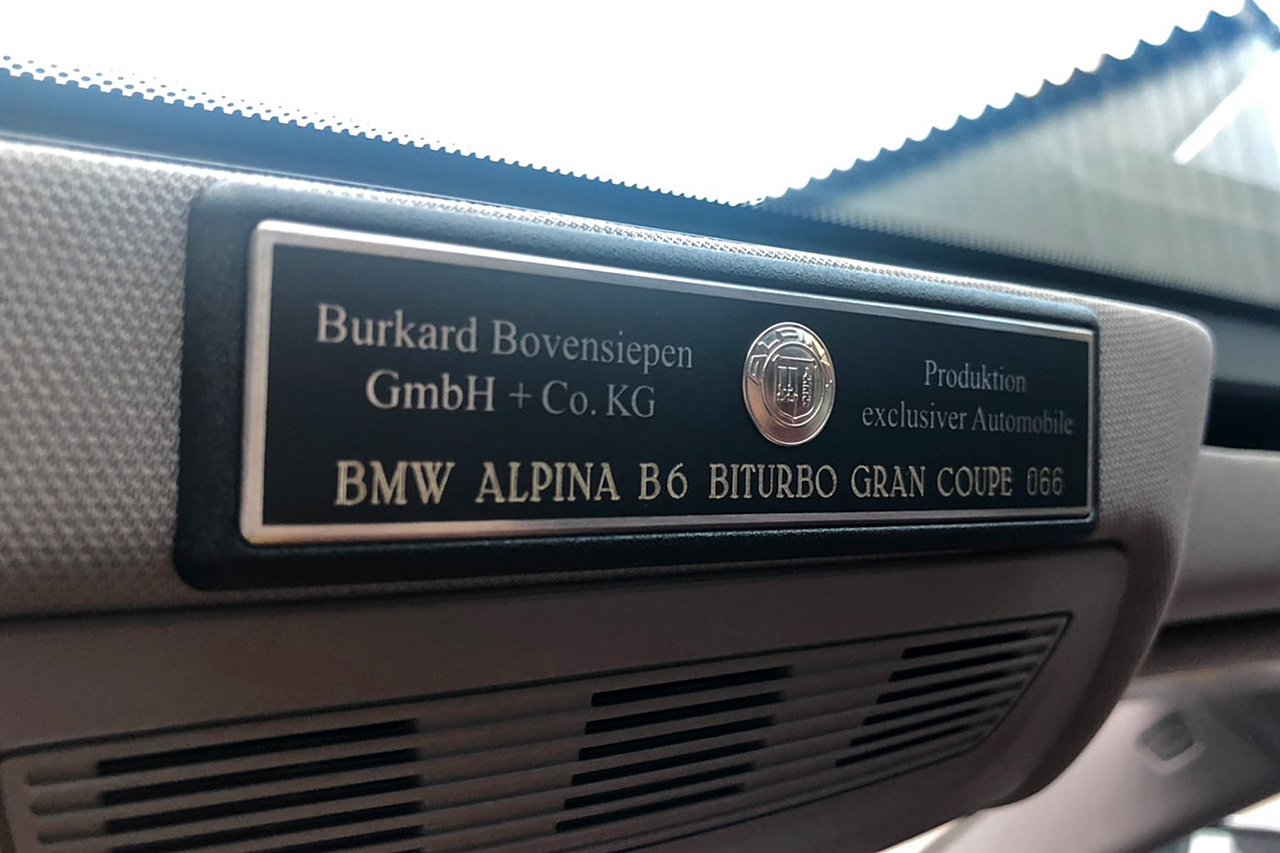 Burkard Bovensiepen
GmbH + Co. KG
Produktion
exclusiver Automobile
BMW ALPINA B6 BITURBO GRAN COUPE 066